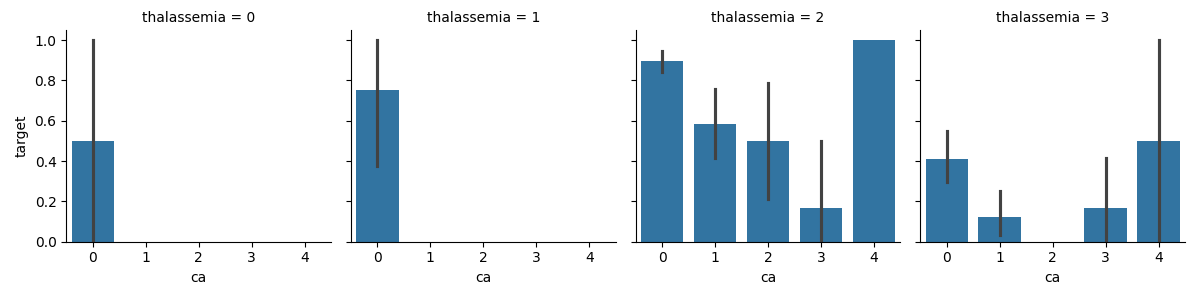 thalassemia = 0
thalassemia = 1
thalassemia = 2
thalassemia = 3
target
1.0
0.8
0.6
0.4
0.2
0.0
0 1 2 3 4
0 1 2 3 4
0 1 2 3 4
0 1 2 3 4
ca
ca
ca
ca